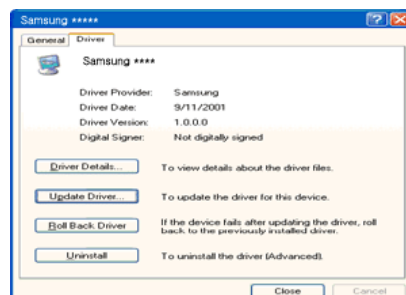 Samsung *****
General Driver
Samsung ****
Driver Provider: Samsung
Driver Date: 9/11/2001
Driver Version: 1.0.0.0
Digital Signer: Not digitally signed
Driver Details... To view details about the driver files.
Update Driver... To update the driver for this device.
Roll Back Driver If the device fails after updating the driver, roll
back to the previously installed driver.
Uninstall To uninstall the driver (Advanced).
Close Cancel